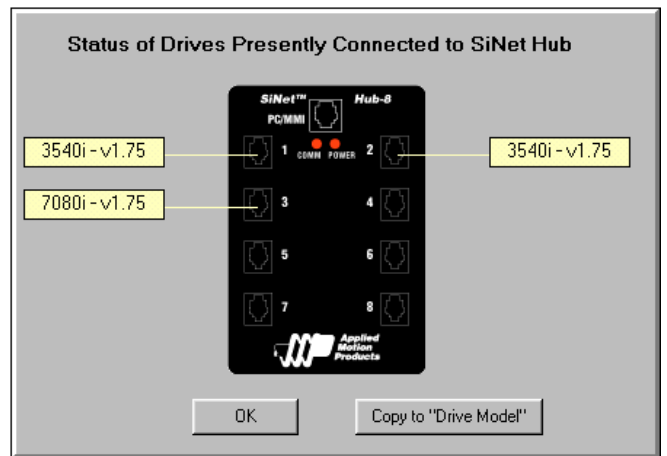 Status of Drives Presently Connected to SiNet Hub
SiNet™ Hub-8
PC/MMI
3540i - v1.75
1 COMM POWER 2
3540i - v1.75
7080i - v1.75
3 4
5 6
7 8
Applied
Motion
Products
OK
Copy to "Drive Model"